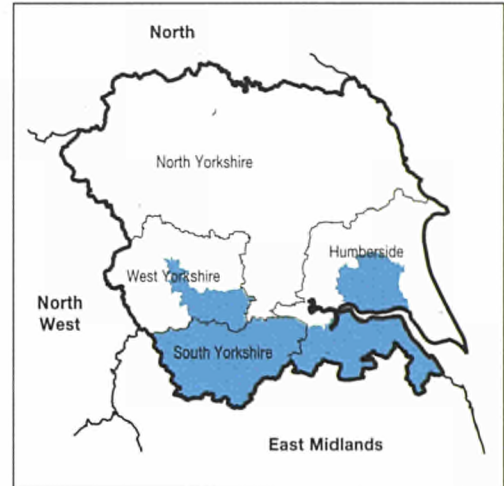 North
North Yorkshire
Humberside
West Yorkshire
North
West
South Yorkshire
East Midlands